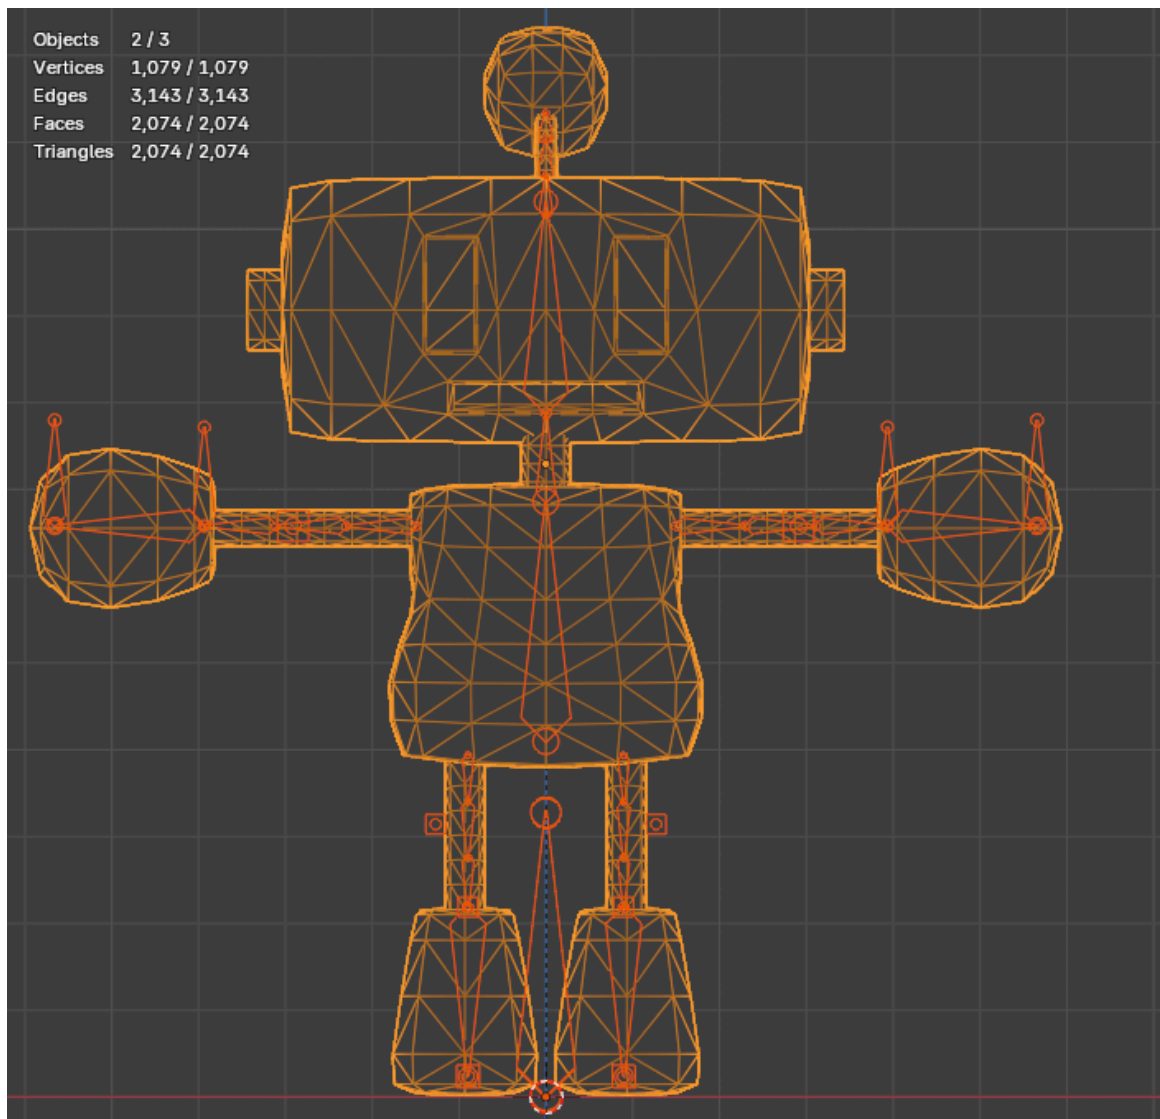 Objects 2 / 3
Vertices 1,079 / 1,079
Edges 3,143 / 3,143
Faces 2,074 / 2,074
Triangles 2,074 / 2,074